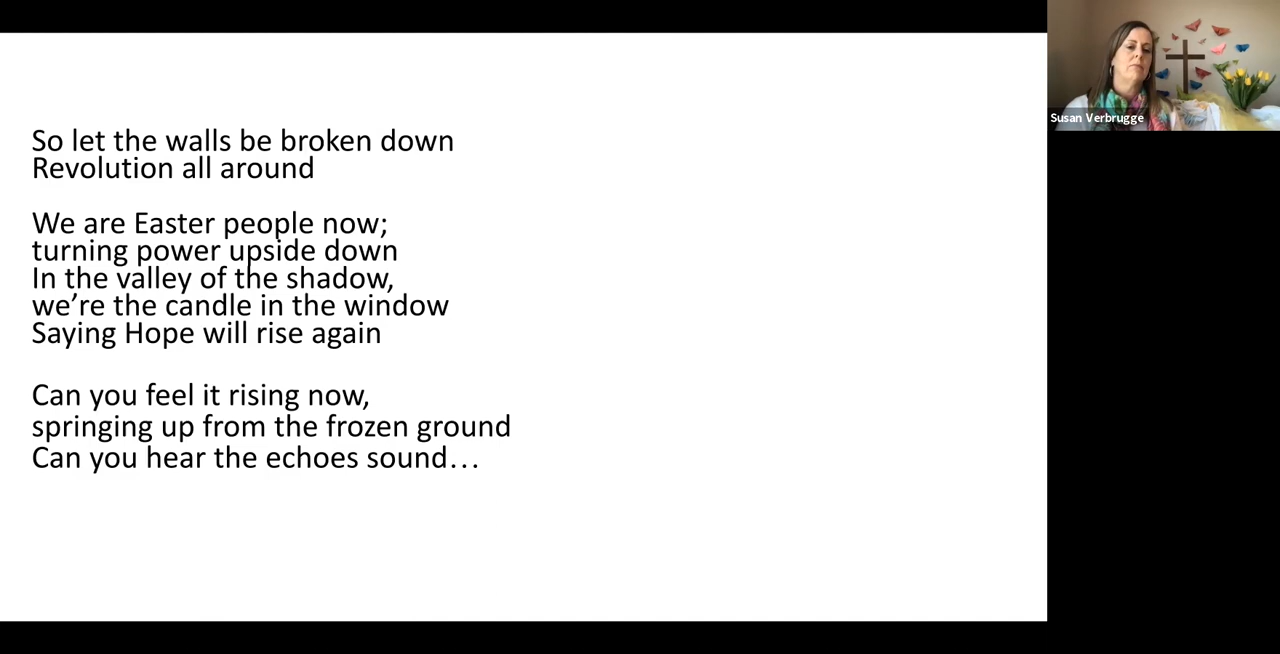 So let the walls be broken down
Revolution all around
We are Easter people now;
turning power upside down
In the valley of the shadow,
we’re the candle in the window
Saying Hope will rise again
Can you feel it rising now,
springing up from the frozen ground
Can you hear the echoes sound…
Susan Verbrugge